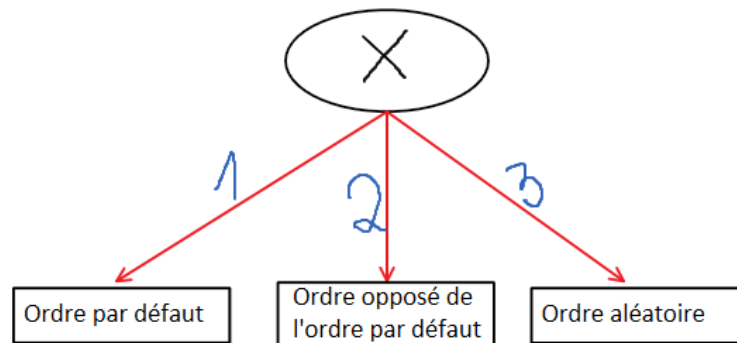 X
1
2
3
Ordre par défaut
Ordre opposé de
l'ordre par défaut
Ordre aléatoire